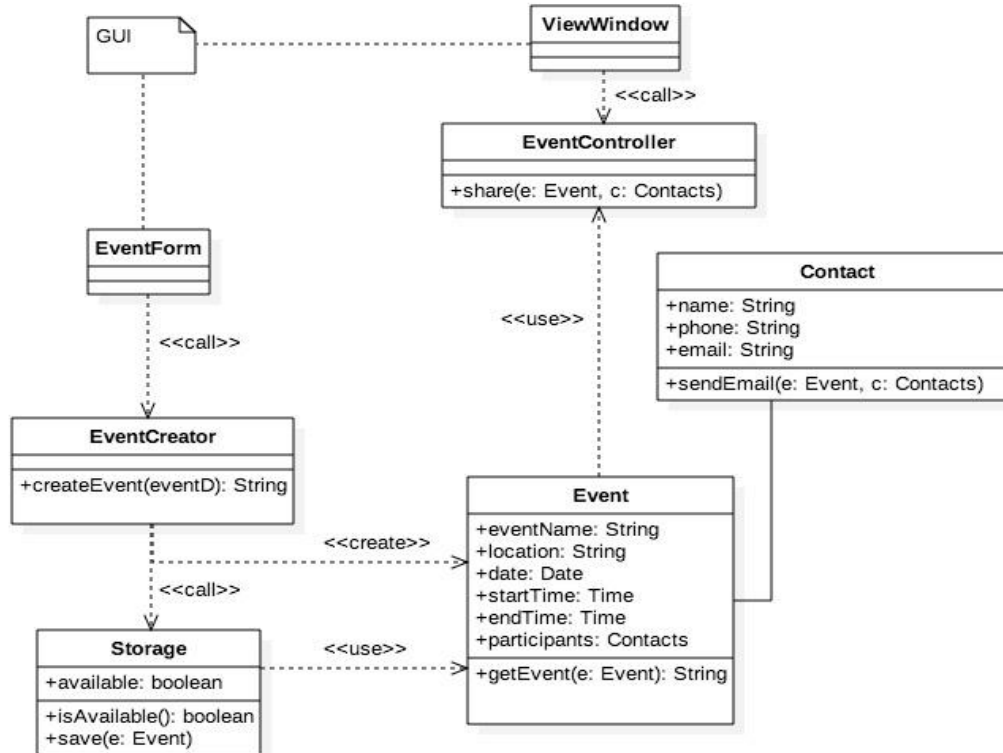 GUI
ViewWindow
<<call>>
EventController
+share(e: Event, c: Contacts)
EventForm
<<call>>
<<use>>
Contact
+name: String
+phone: String
+email: String
+sendEmail(e: Event, c: Contacts)
EventCreator
+createEvent(eventD): String
<<create>>
<<call>>
Event
+eventName: String
+location: String
+date: Date
+startTime: Time
+endTime: Time
+participants: Contacts
+getEvent(e: Event): String
Storage
+available: boolean
+isAvailable(): boolean
+save(e: Event)
<<use>>